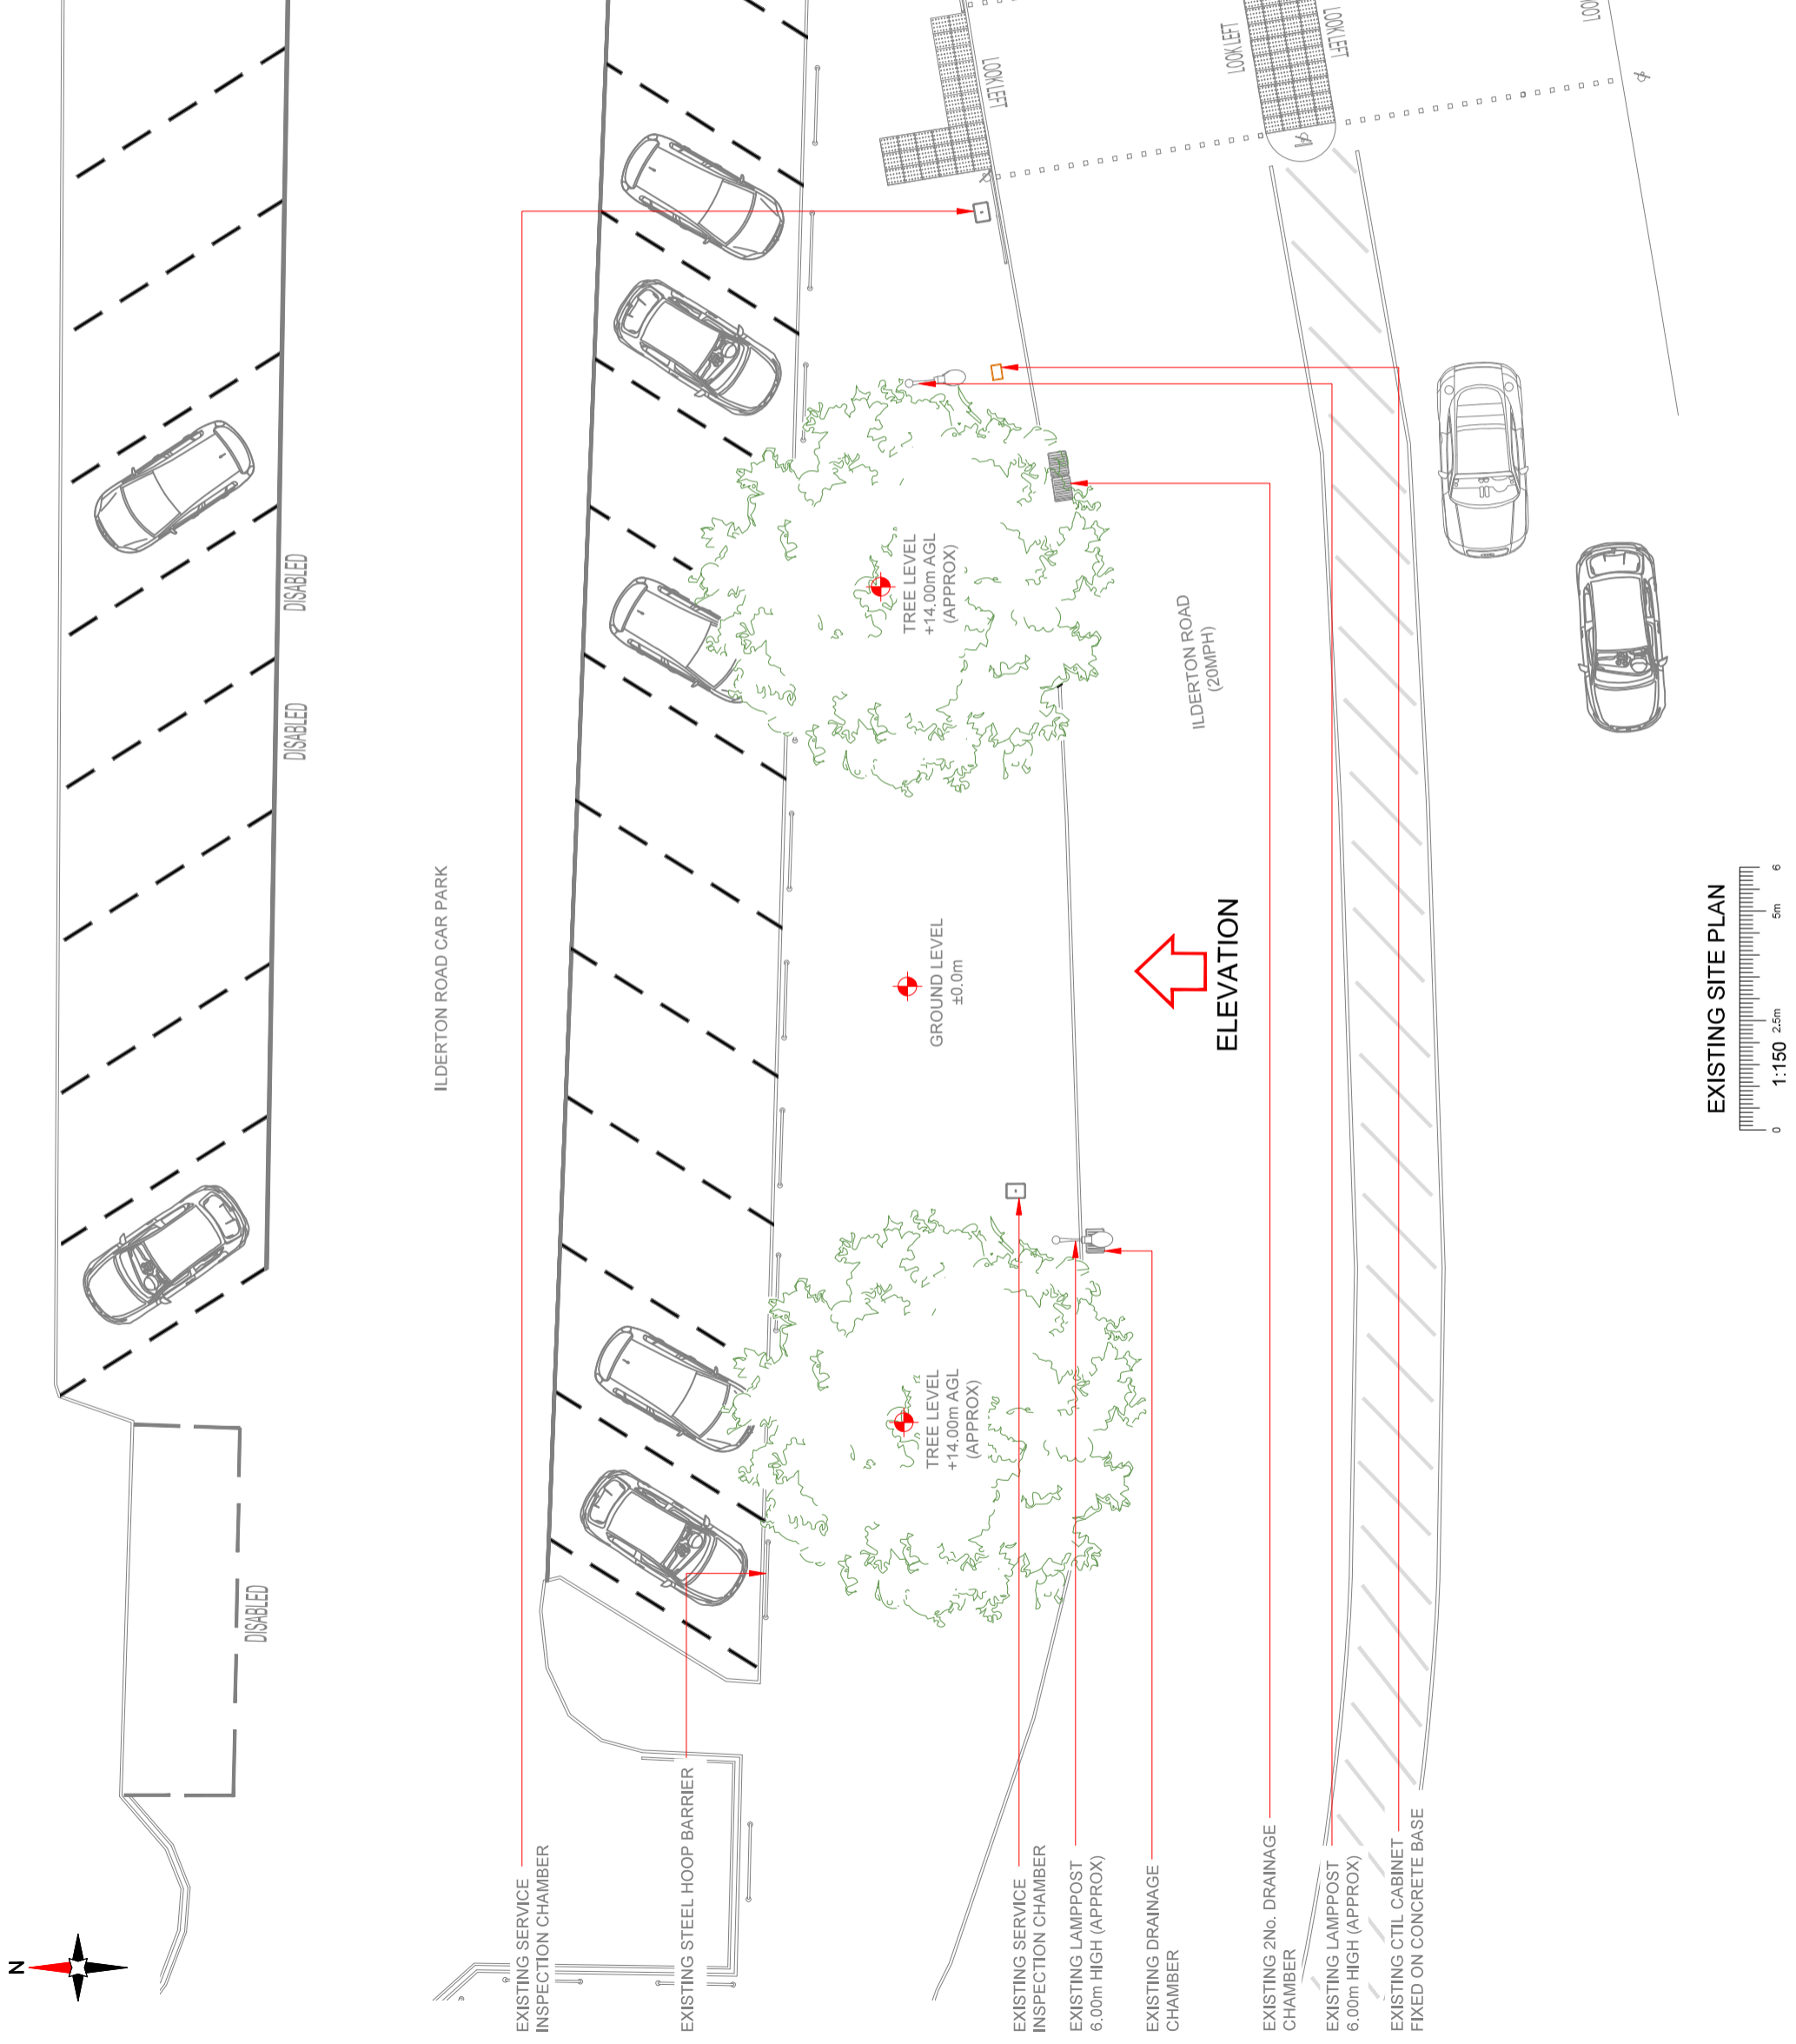 LOOK LEFT
LOOK LEFT
LOOK LEFT
LOOK
DISABLED
DISABLED
DISABLED
ILDERTON ROAD CAR PARK
TREE LEVEL
+14.00m AGL
(APPROX)
ILDERTON ROAD
(20MPH)
GROUND LEVEL
±0.0m
ELEVATION
TREE LEVEL
+14.00m AGL
(APPROX)
N
EXISTING SERVICE
INSPECTION CHAMBER
EXISTING STEEL HOOP BARRIER
EXISTING SERVICE
INSPECTION CHAMBER
EXISTING LAMPPOST
6.00m HIGH (APPROX)
EXISTING DRAINAGE
CHAMBER
EXISTING 2No. DRAINAGE
CHAMBER
EXISTING LAMPPOST
6.00m HIGH (APPROX)
EXISTING CTIL CABINET
FIXED ON CONCRETE BASE
EXISTING SITE PLAN
0 2.5m 5m 6
1:150